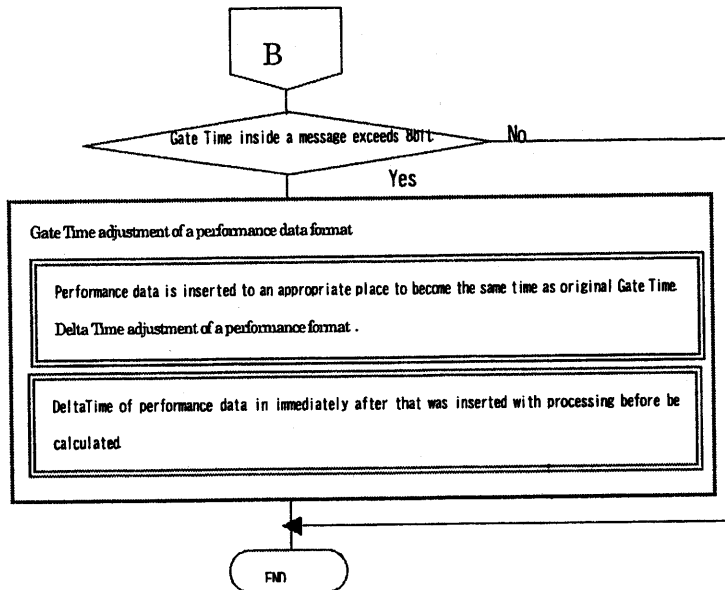 B
Gate Time inside a message exceeds 8bit.
No
Yes
Gate Time adjustment of a performance data format
Performance data is inserted to an appropriate place to become the same time as original Gate Time.
Delta Time adjustment of a performance format .
DeltaTime of performance data in immediately after that was inserted with processing before be
calculated.
END